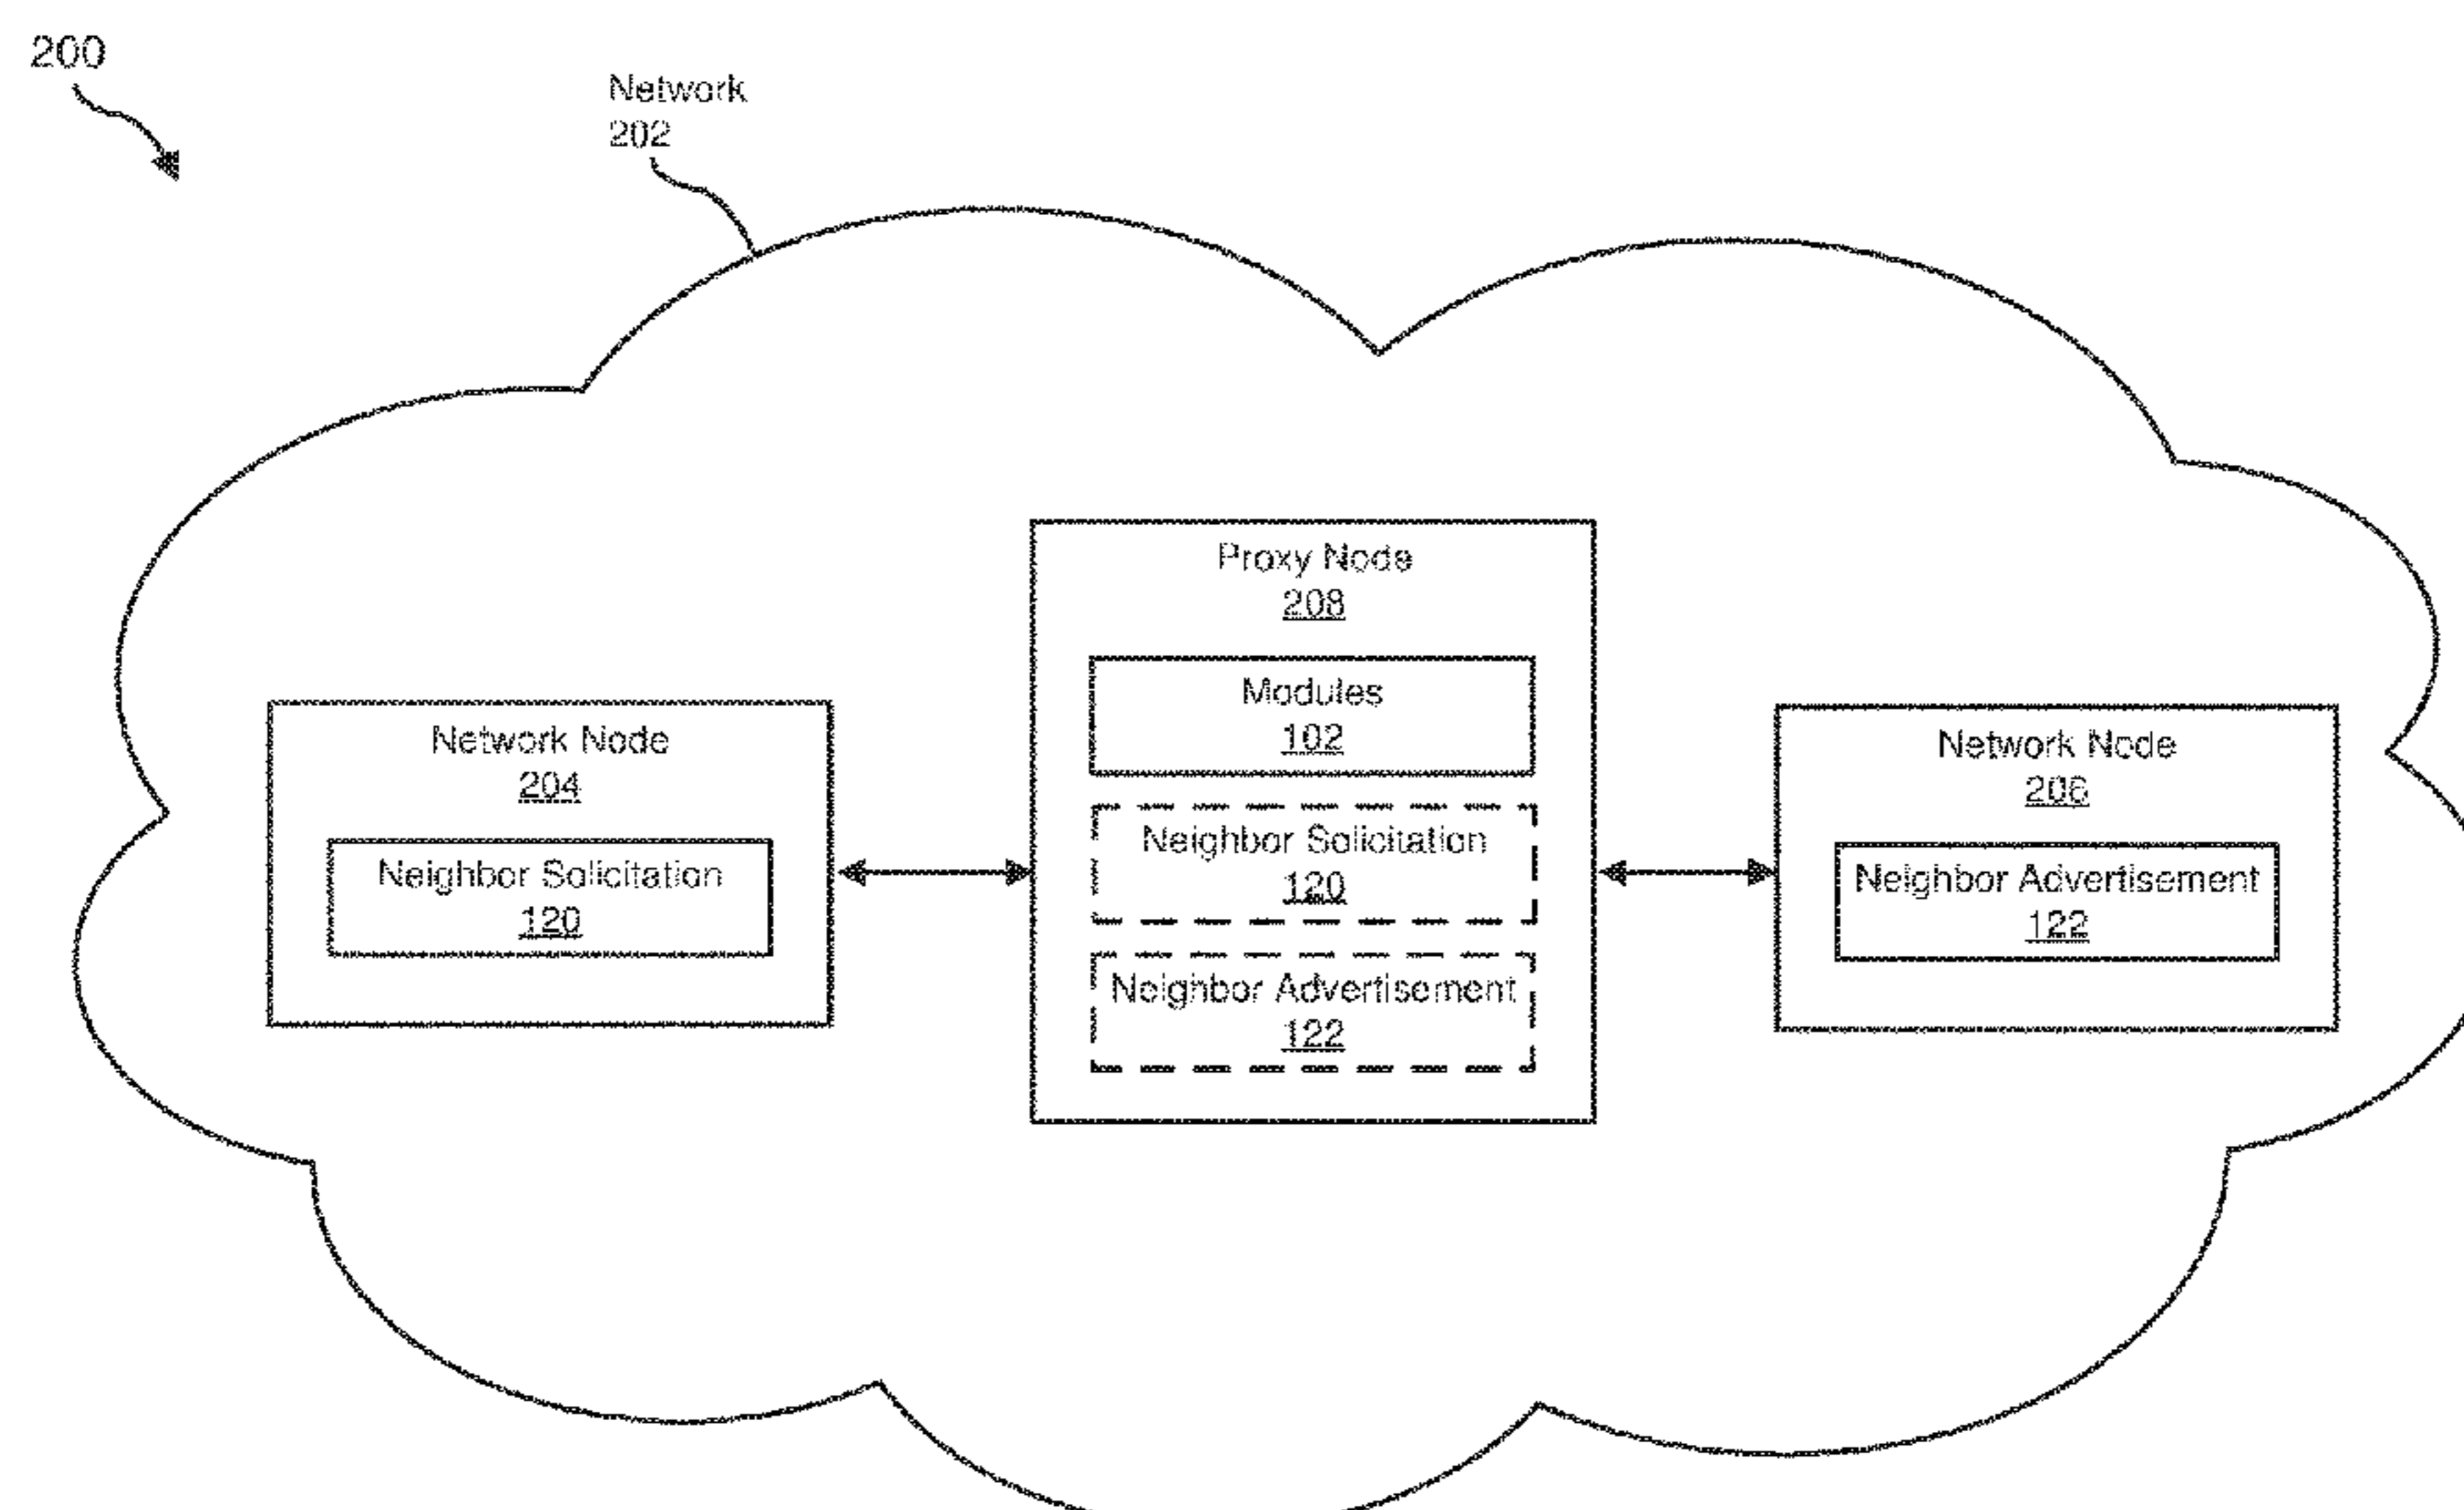 200
Network
202
Proxy Node
208
Modules
102
Neighbor Solicitation
120
Neighbor Advertisement
122
Network Node
204
Neighbor Solicitation
120
Network Node
206
Neighbor Advertisement
122